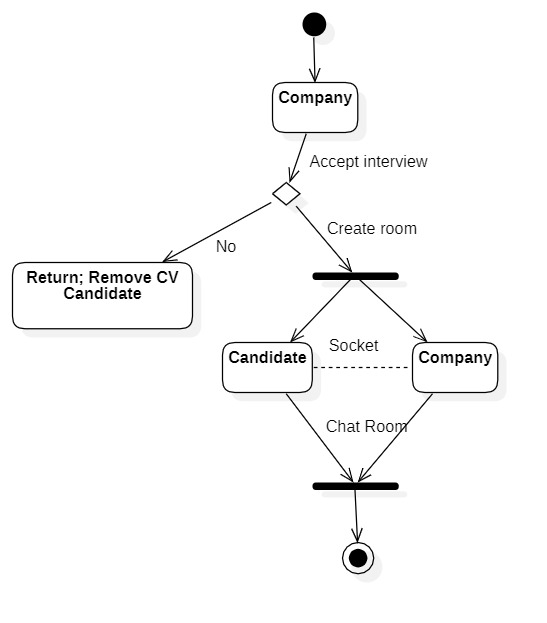 Company
Accept interview
Create room
No
Return; Remove CV
Candidate
Socket
Candidate
Company
Chat Room